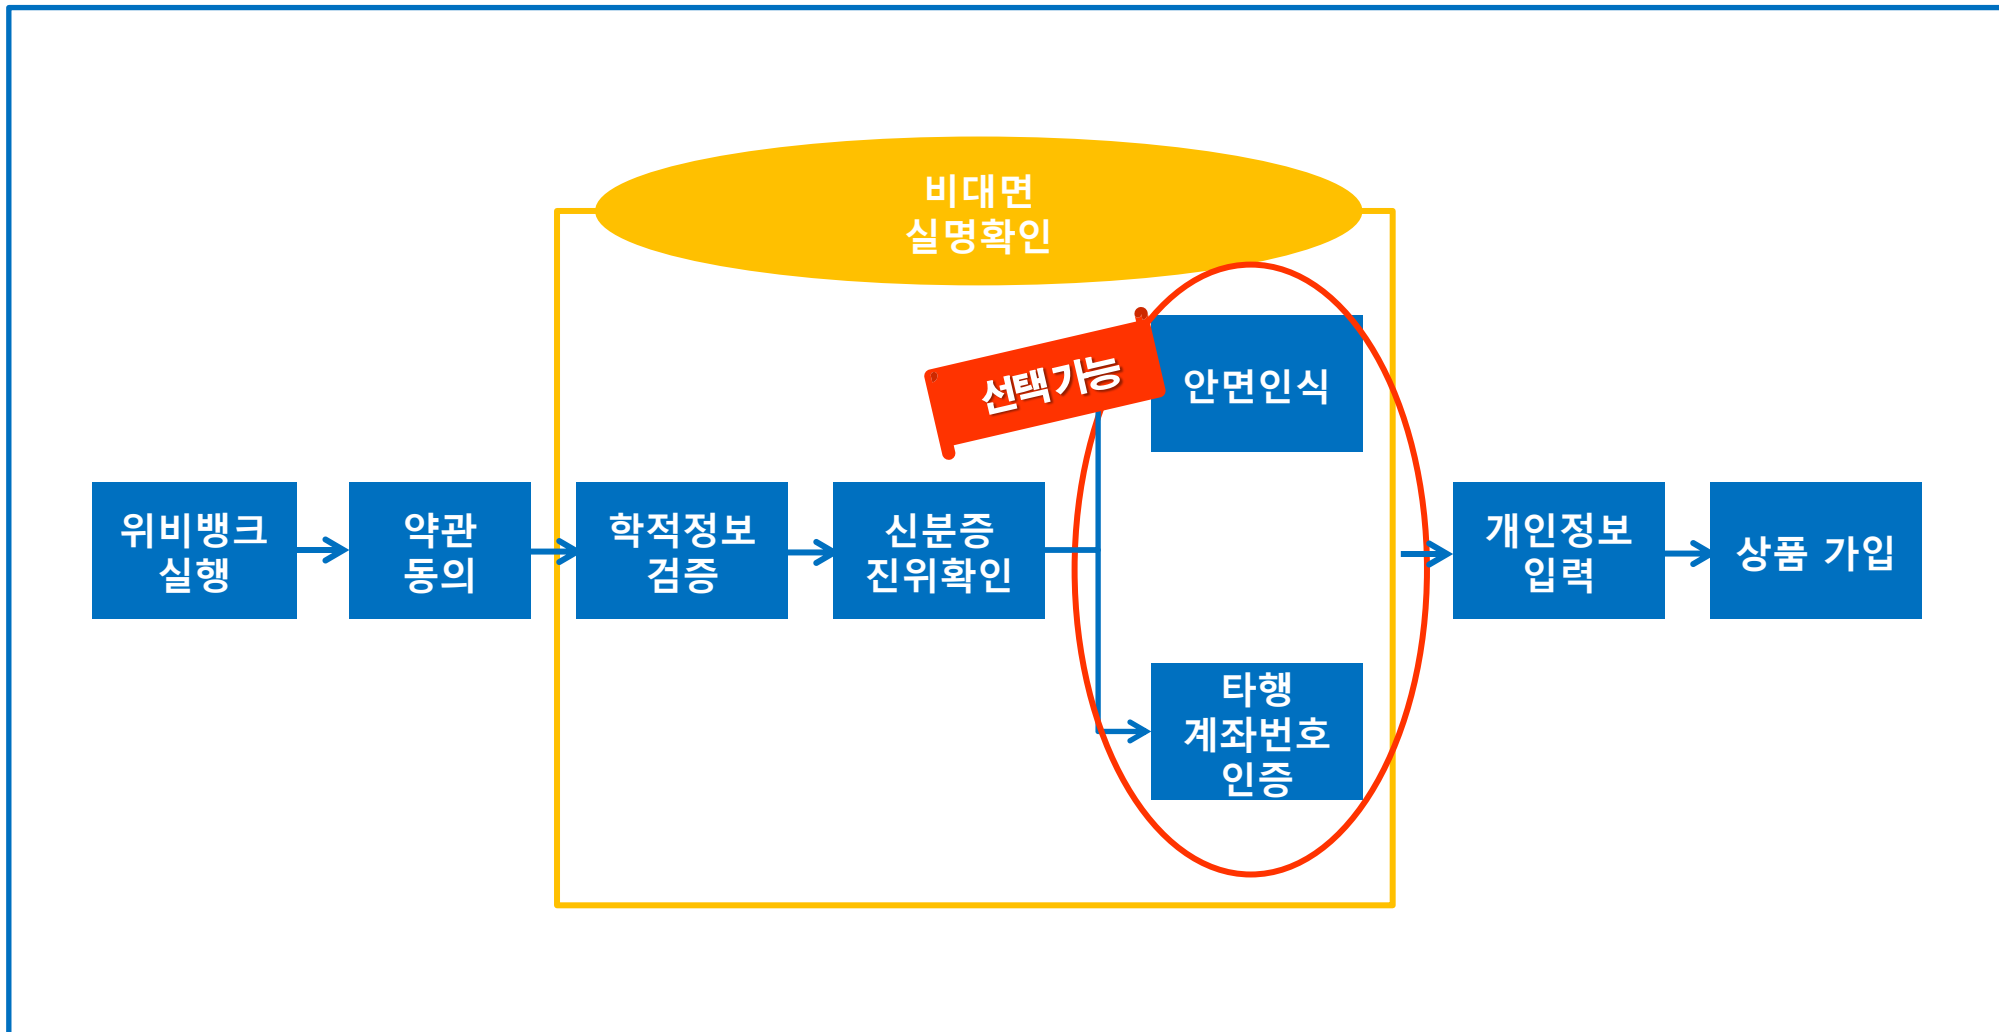 비대면
실명확인
선택 가능
안면인식
위비뱅크
실행
약관
동의
학적정보
검증
신분증
진위확인
타행
계좌번호
인증
개인정보
입력
상품 가입